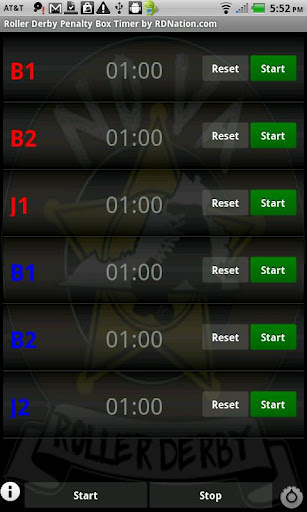 AT&T 5:52 PM
Roller Derby Penalty Box Timer by RDNation.com
NOVA
B1 01:00 Reset Start
B2 01:00 Reset Start
J1 01:00 Reset Start
B1 01:00 Reset Start
B2 01:00 Reset Start
J2 01:00 Reset Start
ROLLER DERBY
Start Stop